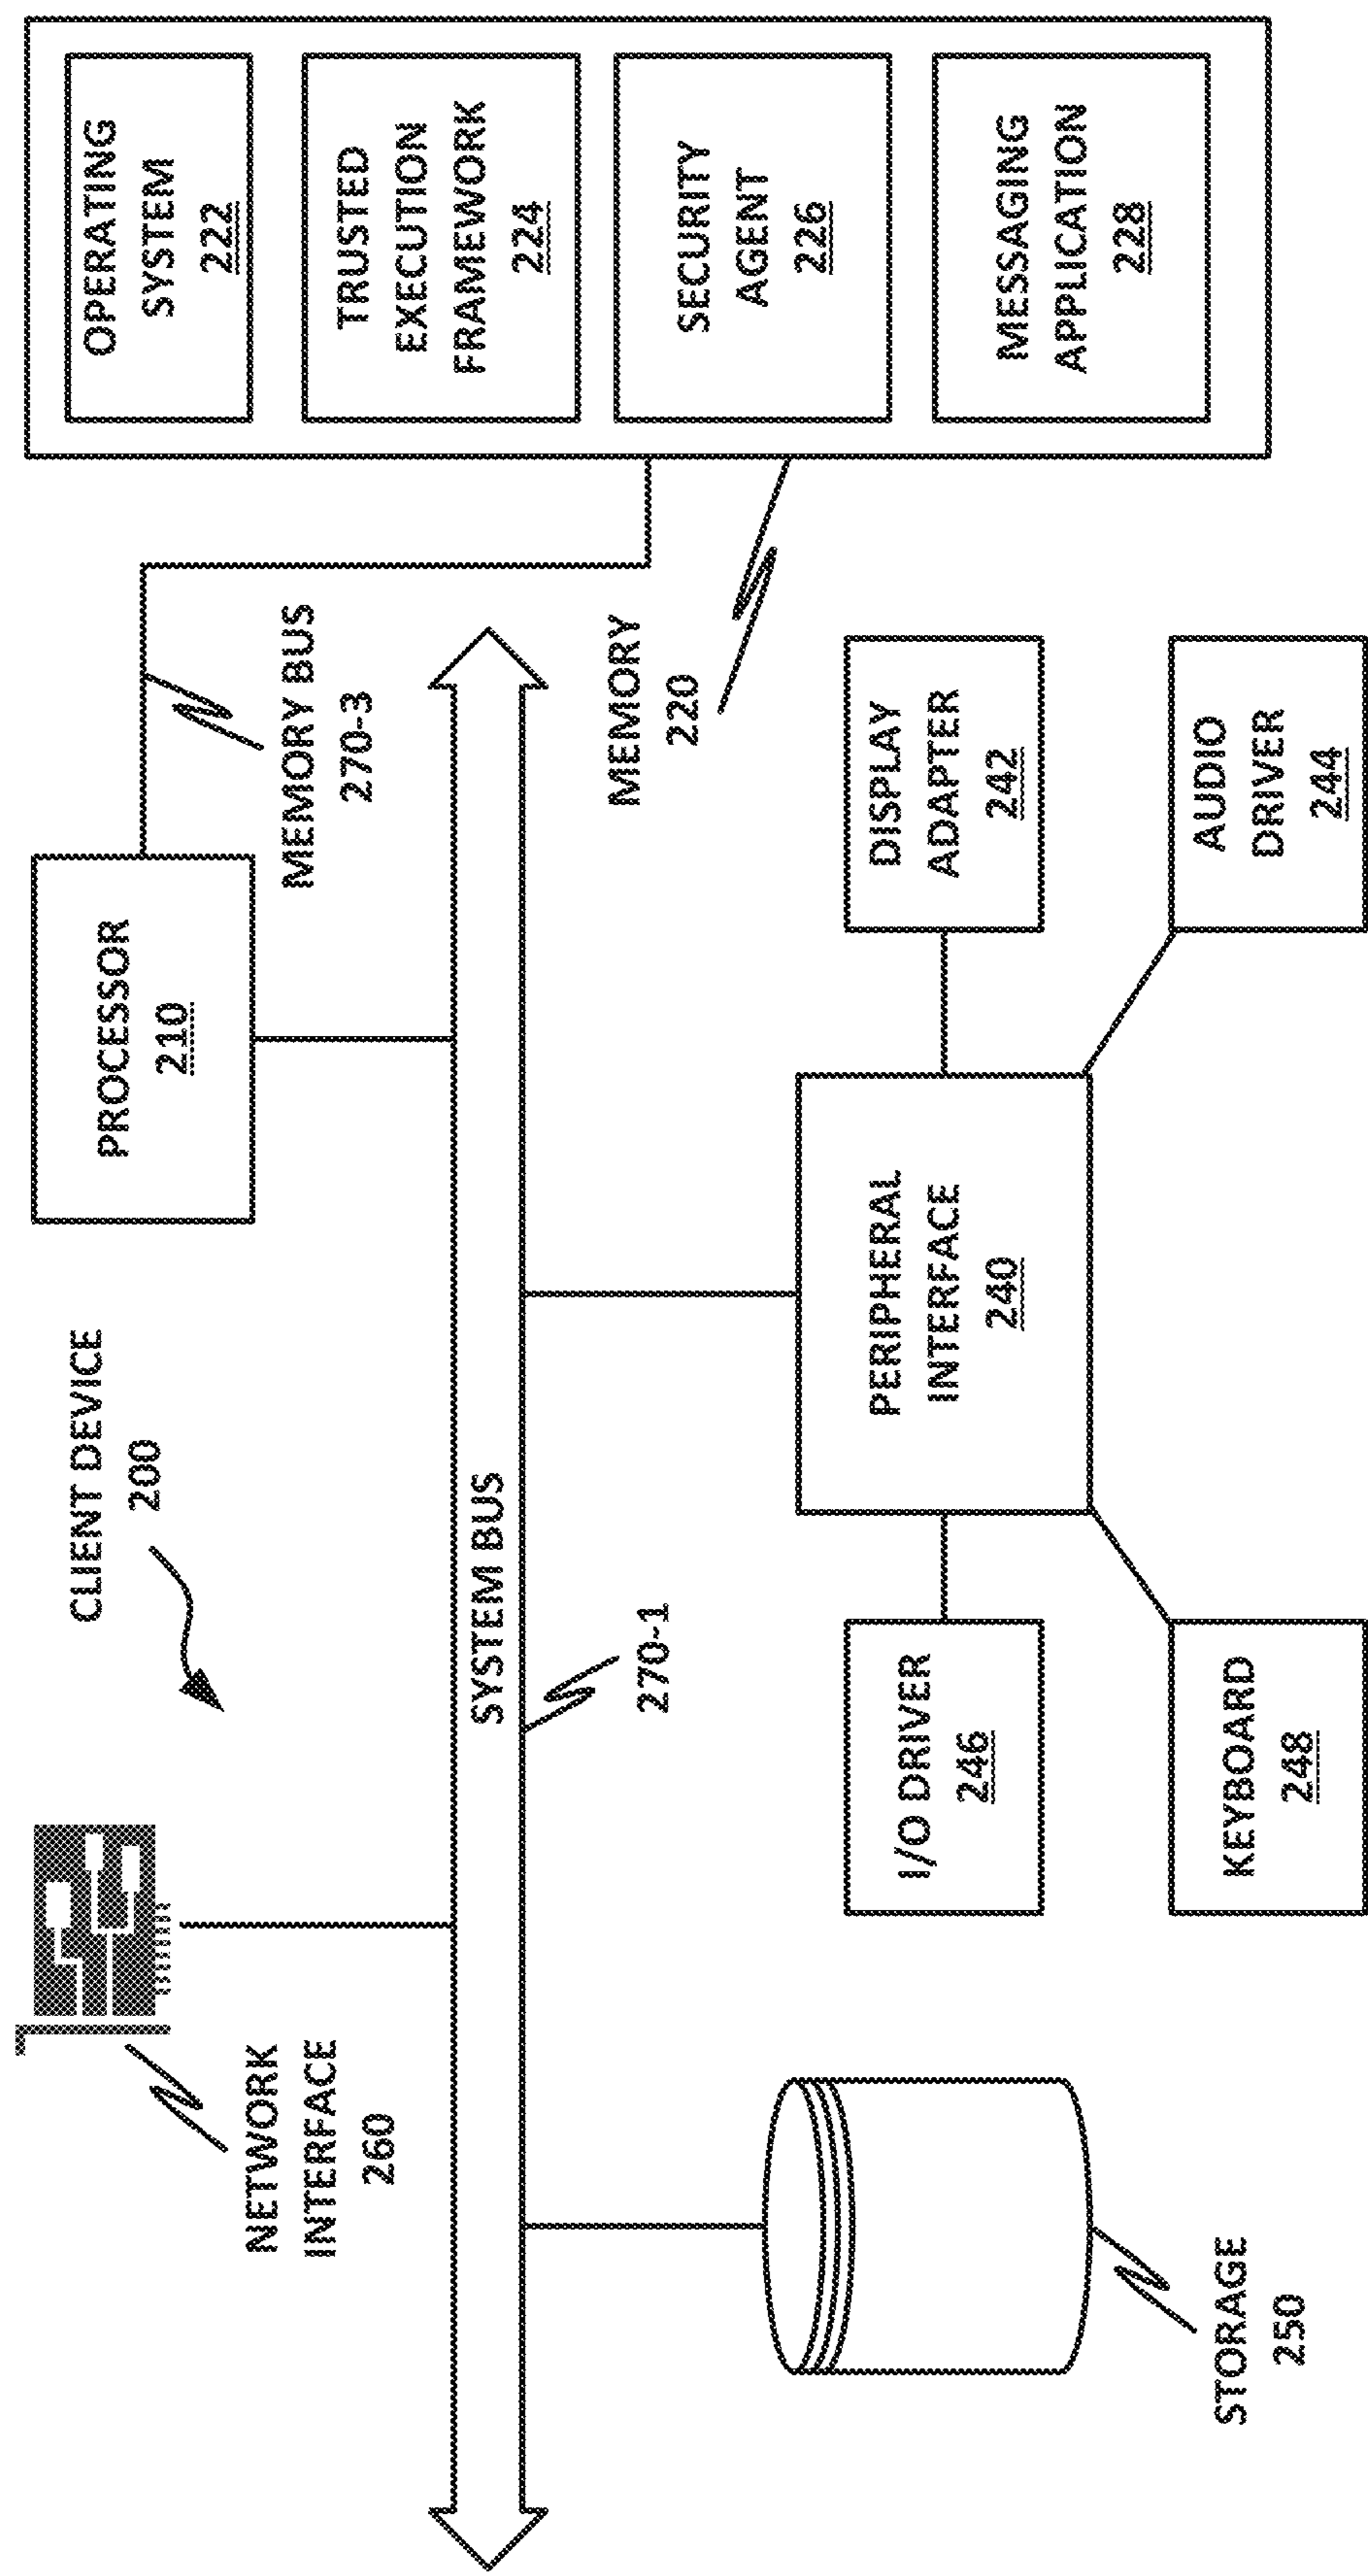 CLIENT DEVICE
200
NETWORK
INTERFACE
260
PROCESSOR
210
MEMORY BUS
270-3
OPERATING
SYSTEM
222
TRUSTED
EXECUTION
FRAMEWORK
224
SECURITY
AGENT
226
MESSAGING
APPLICATION
228
SYSTEM BUS
270-1
MEMORY
220
STORAGE
250
I/O DRIVER
246
KEYBOARD
248
PERIPHERAL
INTERFACE
240
DISPLAY
ADAPTER
242
AUDIO
DRIVER
244